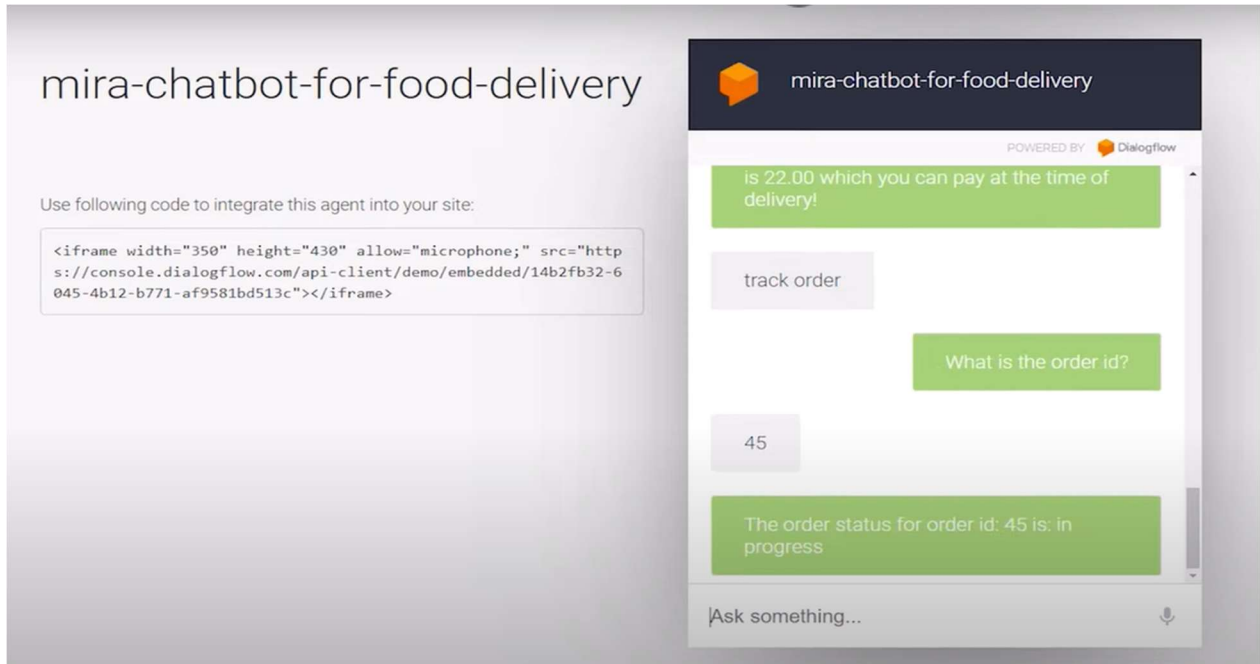 mira-chatbot-for-food-delivery
Use following code to integrate this agent into your site:
<iframe width="350" height="430" allow="microphone;" src="http
s://console.dialogflow.com/api-client/demo/embedded/14b2fb32-6
045-4b12-b771-af9581bd513c"></iframe>
mira-chatbot-for-food-delivery
POWERED BY Dialogflow
is 22.00 which you can pay at the time of
delivery!
track order
What is the order id?
45
The order status for order id: 45 is: in
progress
Ask something...